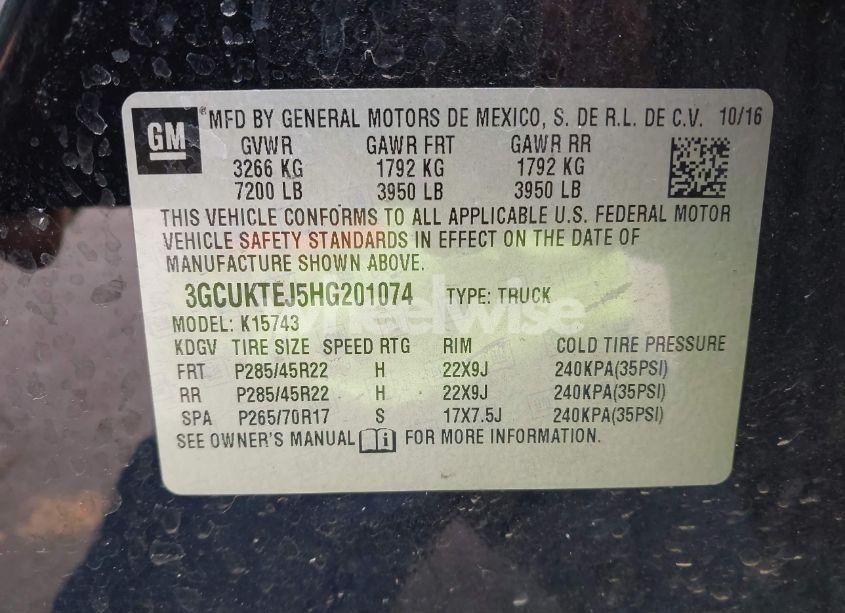 GM ® MFD BY GENERAL MOTORS DE MEXICO, S. DE R.L. DE C.V. 10/16
GVWR GAWR FRT GAWR RR
3266 KG 1792 KG 1792 KG
7200 LB 3950 LB 3950 LB
THIS VEHICLE CONFORMS TO ALL APPLICABLE U.S. FEDERAL MOTOR
VEHICLE SAFETY STANDARDS IN EFFECT ON THE DATE OF
MANUFACTURE SHOWN ABOVE.
3GCUKTEJ5HG201074 TYPE: TRUCK
wheelwise
MODEL: K15743
KDGV TIRE SIZE SPEED RTG RIM COLD TIRE PRESSURE
FRT P285/45R22 H 22X9J 240KPA(35PSI)
RR P285/45R22 H 22X9J 240KPA(35PSI)
SPA P265/70R17 S 17X7.5J 240KPA(35PSI)
SEE OWNER'S MANUAL i FOR MORE INFORMATION.